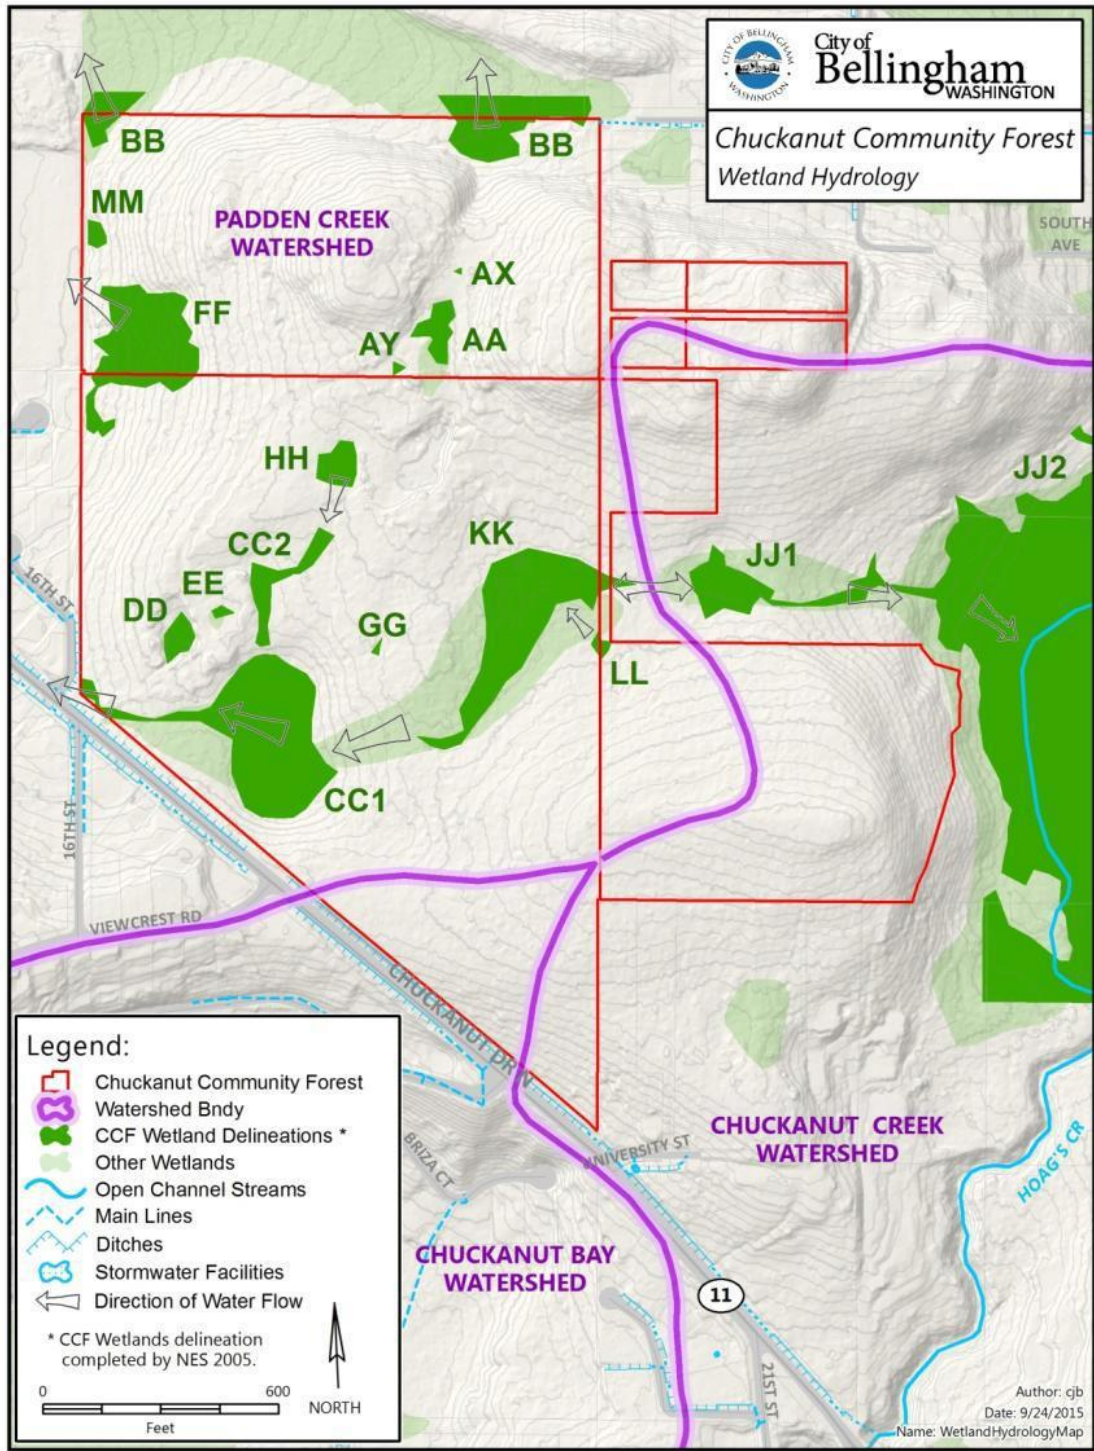 CITY OF BELLINGHAM
WASHINGTON
City of
Bellingham
WASHINGTON
Chuckanut Community Forest
Wetland Hydrology
BB
BB
MM
PADDEN CREEK
WATERSHED
SOUTH
AVE
AX
FF
AY
AA
HH
JJ2
KK
CC2
JJ1
16TH ST
EE
DD
GG
LL
CC1
16TH ST
VIEWCREST RD
CHUCKANUT DR N
Legend:
Chuckanut Community Forest
Watershed Bndy
CCF Wetland Delineations *
Other Wetlands
Open Channel Streams
Main Lines
Ditches
Stormwater Facilities
Direction of Water Flow
* CCF Wetlands delineation
completed by NES 2005.
0 600
Feet
NORTH
BRIZA CT
UNIVERSITY ST
CHUCKANUT CREEK
WATERSHED
HOAG'S CR
CHUCKANUT BAY
WATERSHED
11
21ST ST
Author: cjb
Date: 9/24/2015
Name: WetlandHydrologyMap